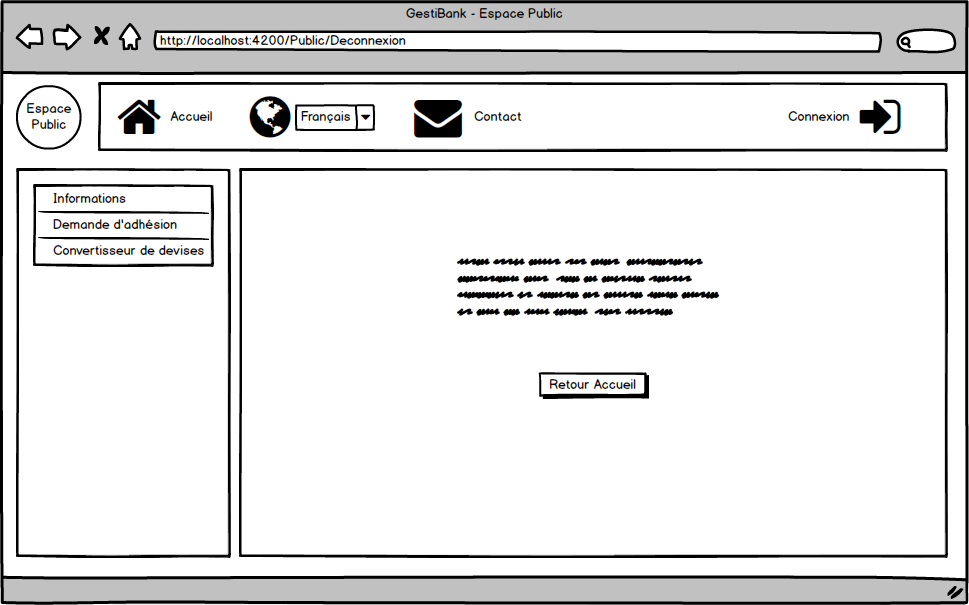 GestiBank - Espace Public
http://localhost:4200/Public/Deconnexion
Espace
Public
Accueil
Français
Contact
Connexion
Informations
Demande d'adhésion
Convertisseur de devises
Retour Accueil